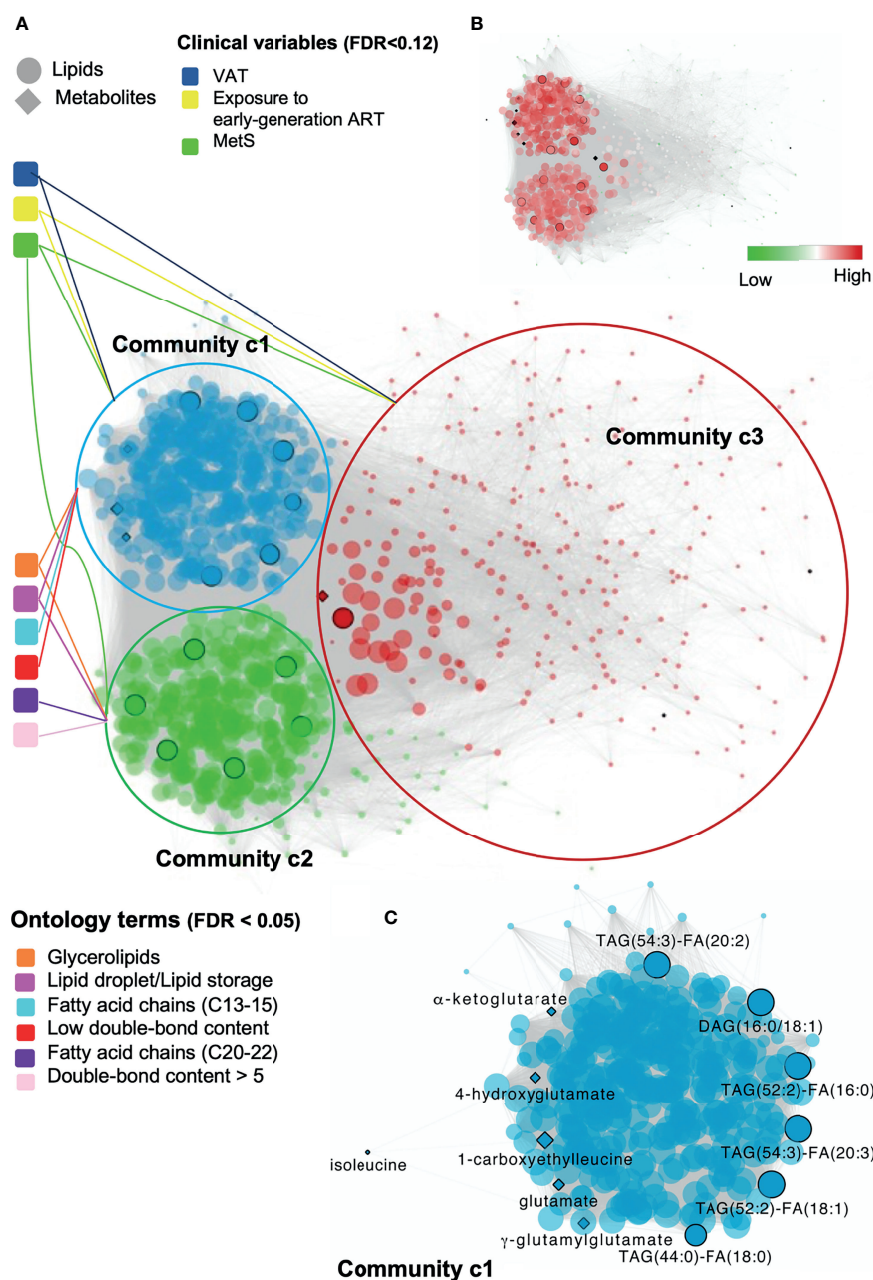 A
Clinical variables (FDR<0.12)
Lipids
Metabolites
VAT
Exposure to
early-generation ART
MetS
B
Low
High
Community c1
Community c3
Community c2
Ontology terms (FDR < 0.05)
Glycerolipids
Lipid droplet/Lipid storage
Fatty acid chains (C13-15)
Low double-bond content
Fatty acid chains (C20-22)
Double-bond content > 5
C
TAG(54:3)-FA(20:2)
α-ketoglutarate
DAG(16:0/18:1)
4-hydroxyglutamate
TAG(52:2)-FA(16:0)
1-carboxyethylleucine
TAG(54:3)-FA(20:3)
isoleucine
glutamate
TAG(52:2)-FA(18:1)
γ-glutamylglutamate
TAG(44:0)-FA(18:0)
Community c1